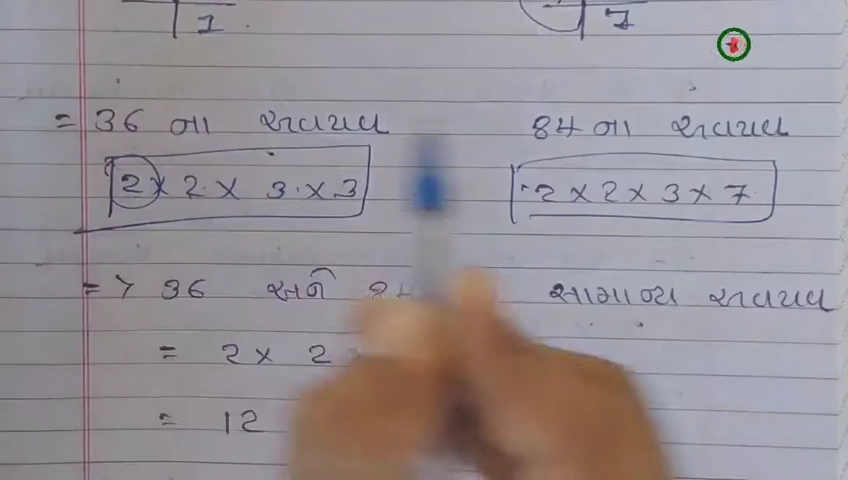 1 7
= 36 ના અવયવ 84 ના અવયવ
2 × 2 × 3 × 3 2 × 2 × 3 × 7
=> 36 અને સામાન્ય અવયવ
= 2 × 2
= 12